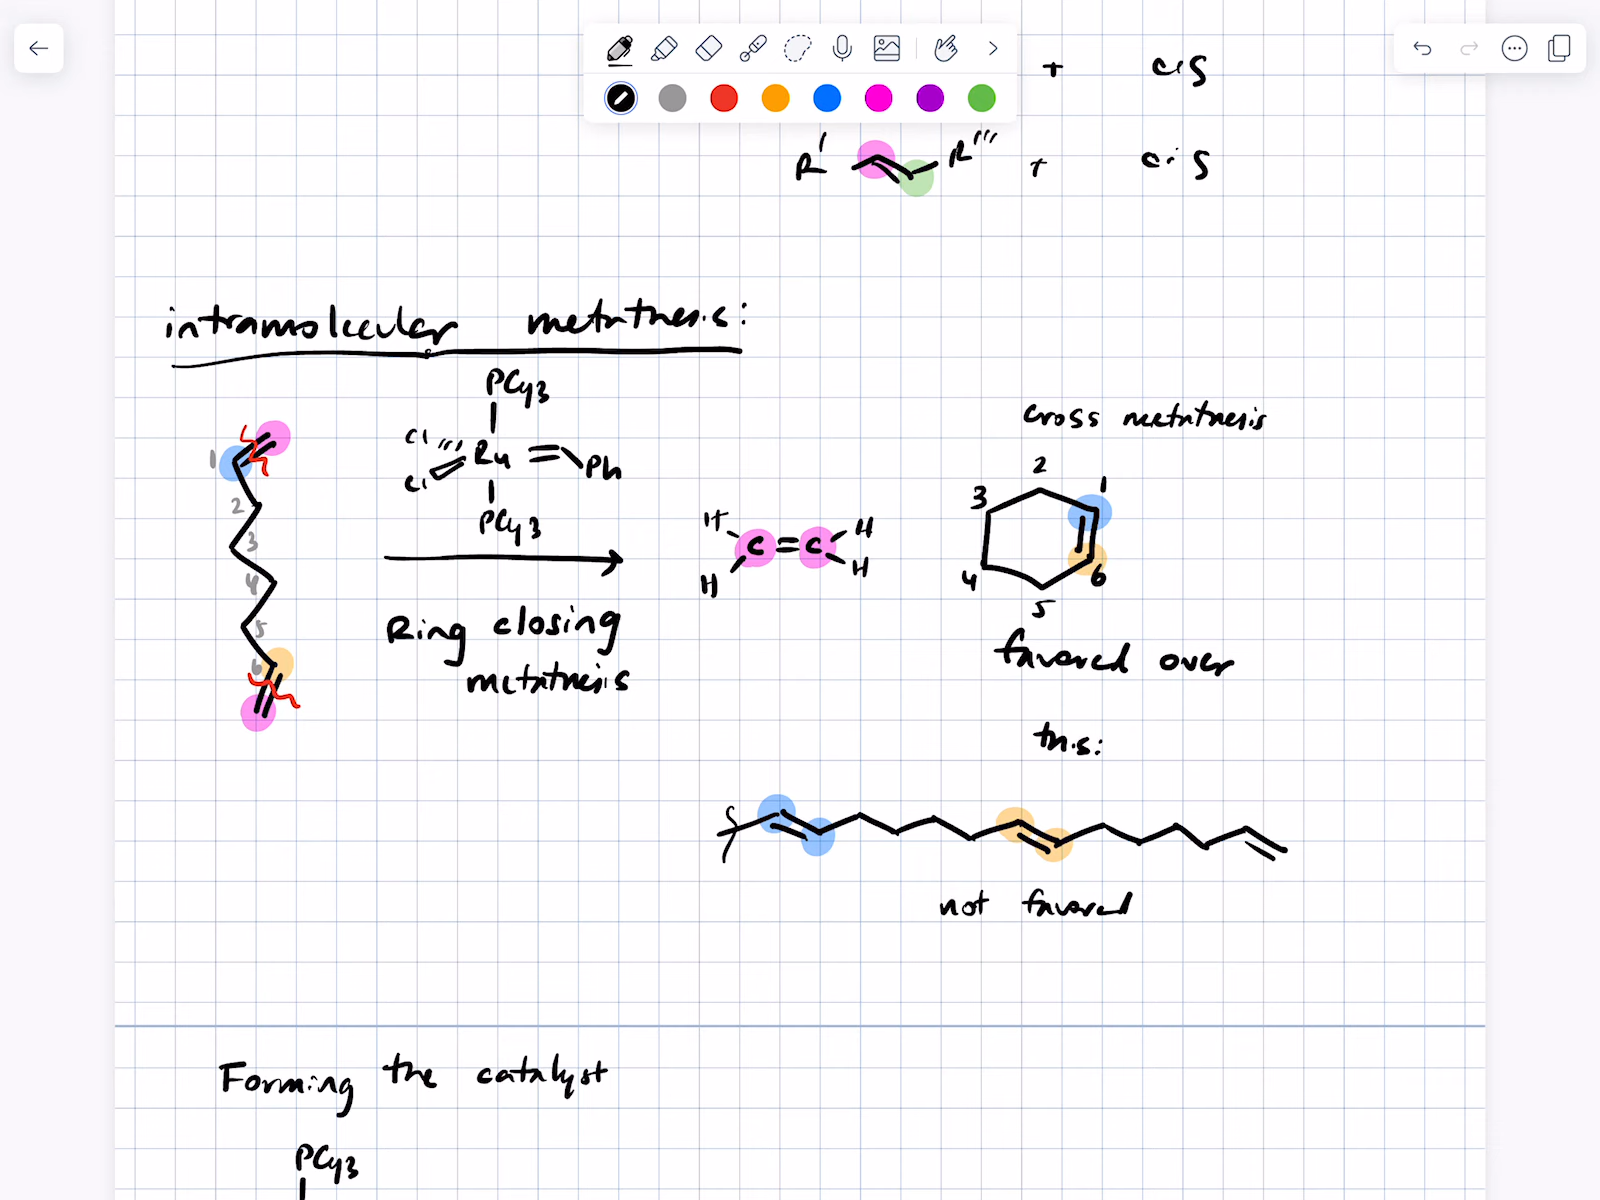 + cis
R' R''' + cis
intramolecular metathesis:
PCy3
Cl Ru Ph
Cl
PCy3
Ring closing
metathesis
1
2
3
4
5
6
H C = C H
H H
cross metathesis
2
3 1
4 6
5
favored over
this:
not favored
Forming the catalyst
PCy3